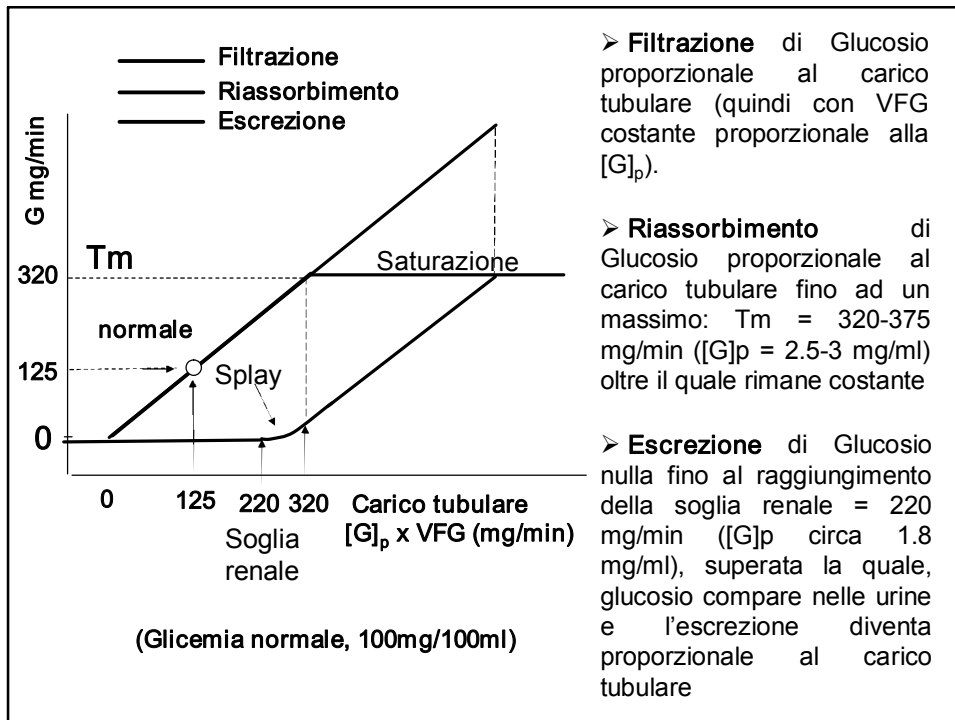 Filtrazione
Riassorbimento
Escrezione
G mg/min
Tm
320
Saturazione
normale
125
Splay
0
0
125
220 320 Carico tubulare
[G]p x VFG (mg/min)
Soglia
renale
(Glicemia normale, 100mg/100ml)
➢ Filtrazione di Glucosio
proporzionale al carico
tubulare (quindi con VFG
costante proporzionale alla
[G]p).
➢ Riassorbimento di
Glucosio proporzionale al
carico tubulare fino ad un
massimo: Tm = 320-375
mg/min ([G]p = 2.5-3 mg/ml)
oltre il quale rimane costante
➢ Escrezione di Glucosio
nulla fino al raggiungimento
della soglia renale = 220
mg/min ([G]p circa 1.8
mg/ml), superata la quale,
glucosio compare nelle urine
e l'escrezione diventa
proporzionale al carico
tubulare